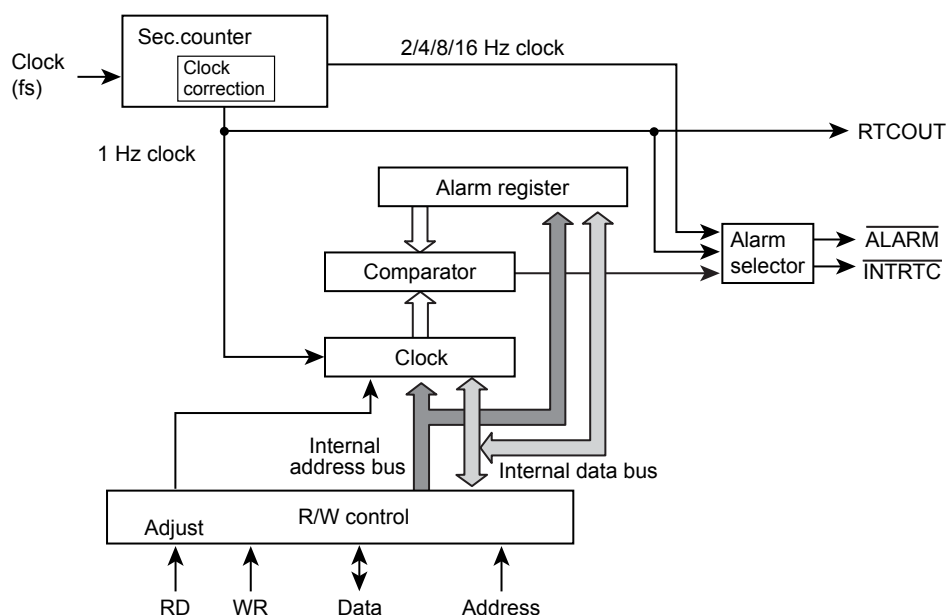 Sec.counter
2/4/8/16 Hz clock
Clock
(fs)
Clock
correction
RTCOUT
1 Hz clock
Alarm register
Alarm
selector
ALARM
INTRTC
Comparator
Clock
Internal
address bus
Internal data bus
R/W control
Adjust
RD
WR
Data
Address